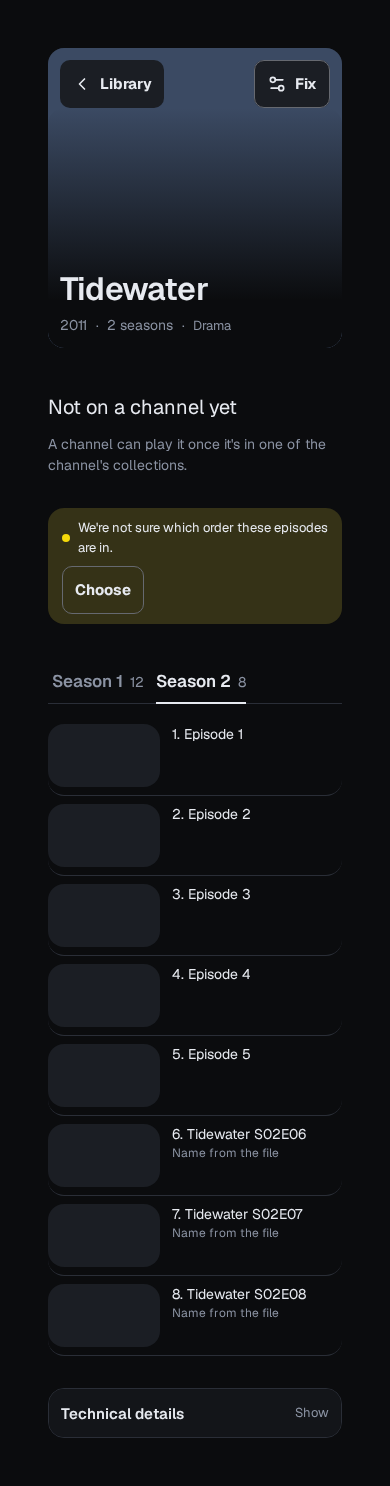 Library
Fix
Tidewater
2011 · 2 seasons · Drama
Not on a channel yet
A channel can play it once it's in one of the
channel's collections.
We're not sure which order these episodes
are in.
Choose
Season 1 12 Season 2 8
1. Episode 1
2. Episode 2
3. Episode 3
4. Episode 4
5. Episode 5
6. Tidewater S02E06
Name from the file
7. Tidewater S02E07
Name from the file
8. Tidewater S02E08
Name from the file
Technical details Show